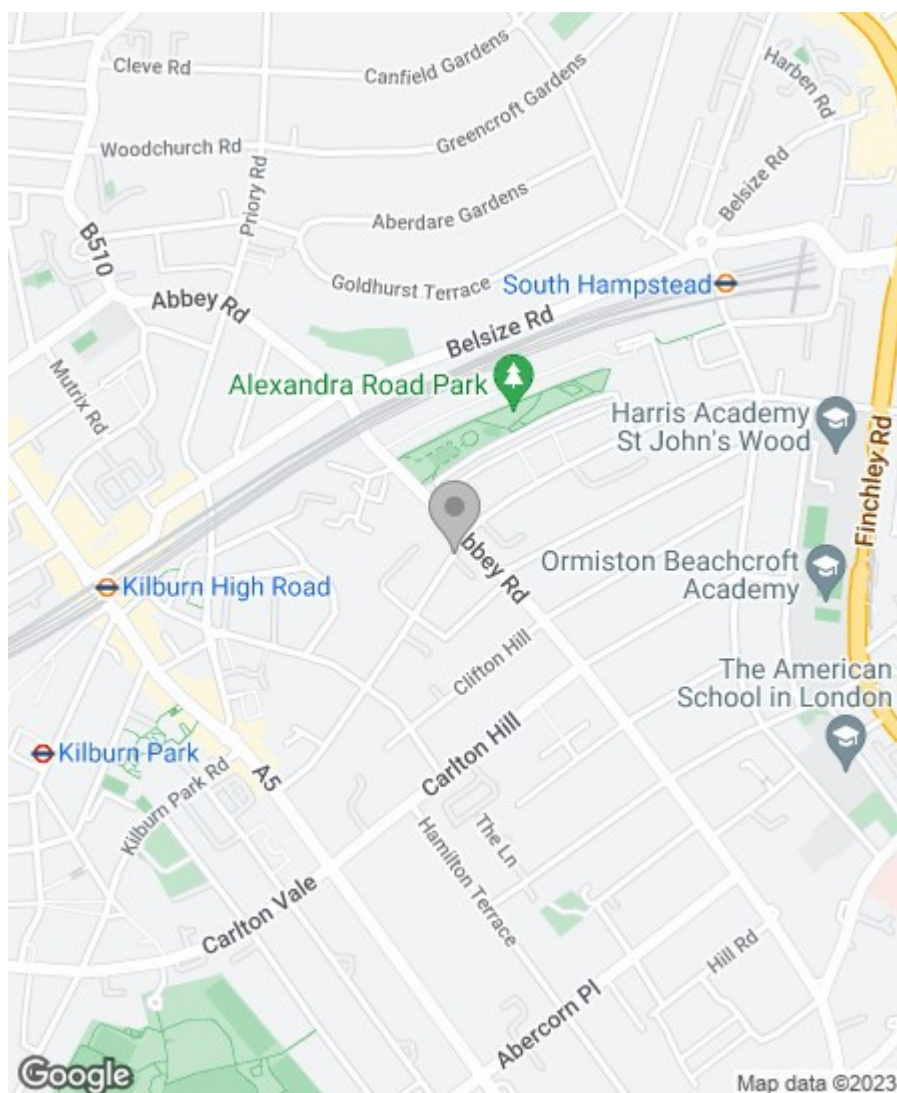 Cleve Rd
Canfield Gardens
Harben Rd
Woodchurch Rd
Greencroft Gardens
Priory Rd
Belsize Rd
Aberdare Gardens
B510
Goldhurst Terrace
South Hampstead
Abbey Rd
Belsize Rd
Mutrix Rd
Alexandra Road Park
Harris Academy
St John's Wood
Finchley Rd
Abbey Rd
Kilburn High Road
Ormiston Beachcroft
Academy
Clifton Hill
The American
School in London
Kilburn Park
Carlton Hill
A5
Kilburn Park Rd
The Ln
Hamilton Terrace
Carlton Vale
Hill Rd
Abercorn Pl
Google
Map data ©2023